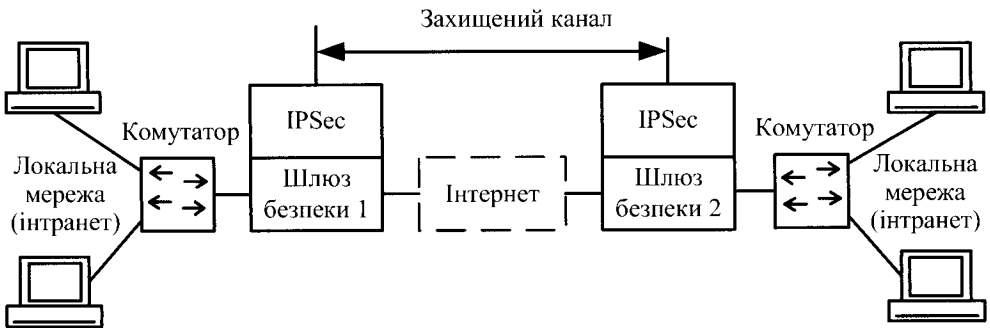 Захищений канал
IPSec
IPSec
Комутатор
Комутатор
Локальна
мережа
(інтранет)
Шлюз
безпеки 1
Інтернет
Шлюз
безпеки 2
Локальна
мережа
(інтранет)